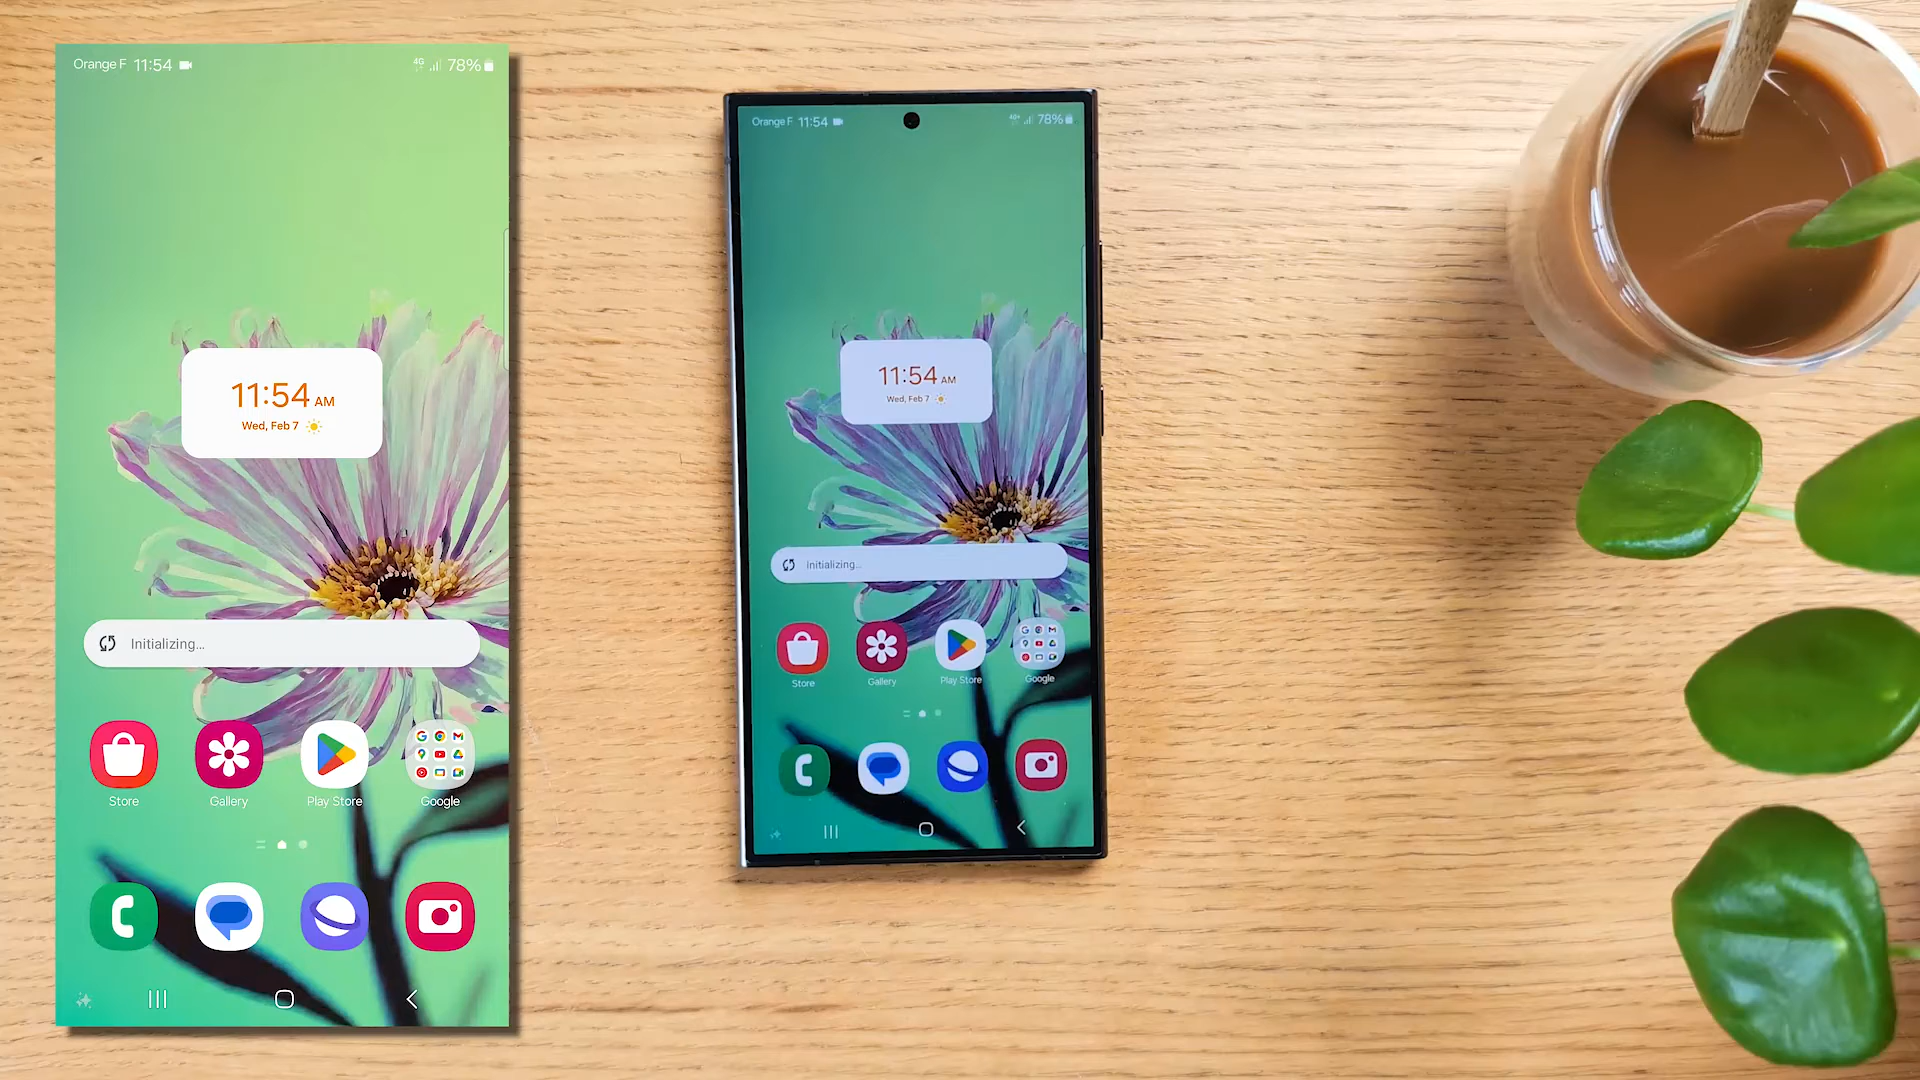 Orange F 11:54
4G 78%
11:54 AM
Wed, Feb 7
Initializing...
Store
Gallery
Play Store
Google
Orange F 11:54
78%
11:54 AM
Wed, Feb 7
Initializing...
Store
Gallery
Play Store
Google